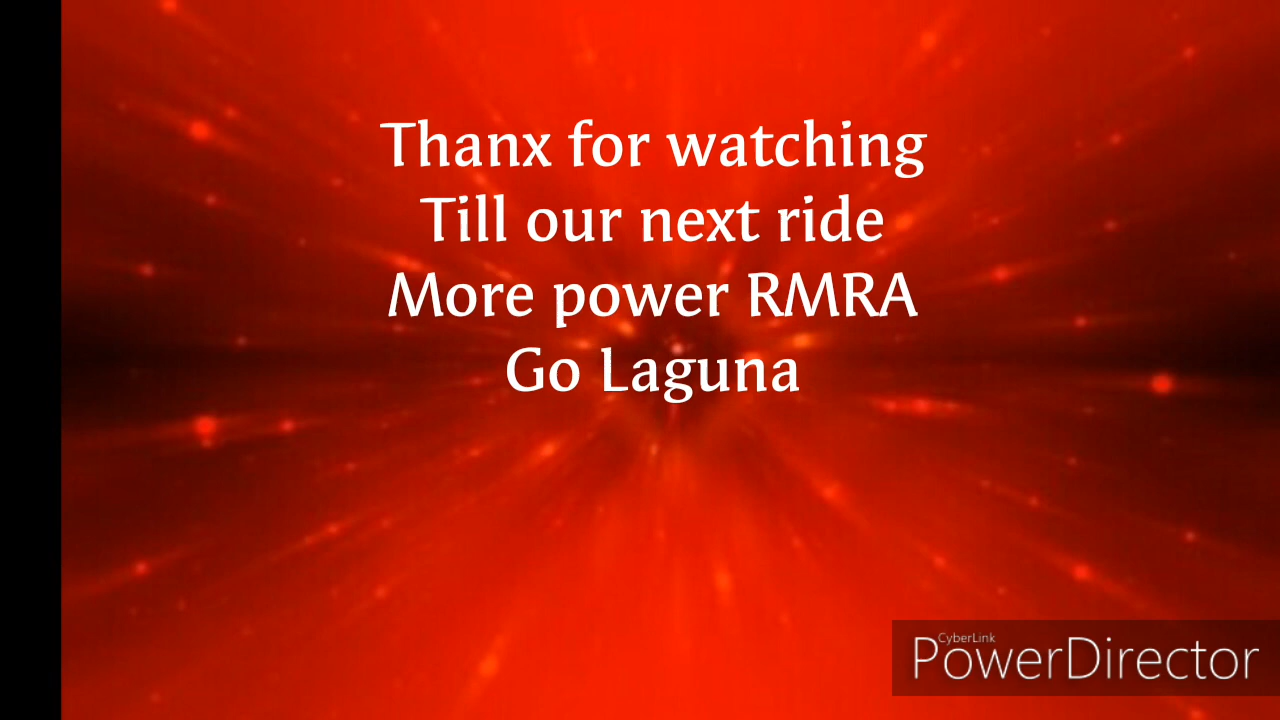 Thanx for watching
Till our next ride
More power RMRA
Go Laguna
CyberLink
PowerDirector